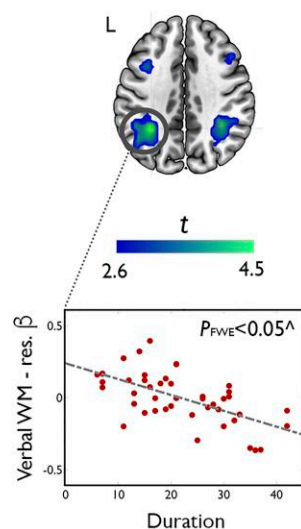 L
t
2.6 4.5
Verbal WM - res. β
0.5
0
-0.5
PFWE<0.05^
0 10 20 30 40
Duration